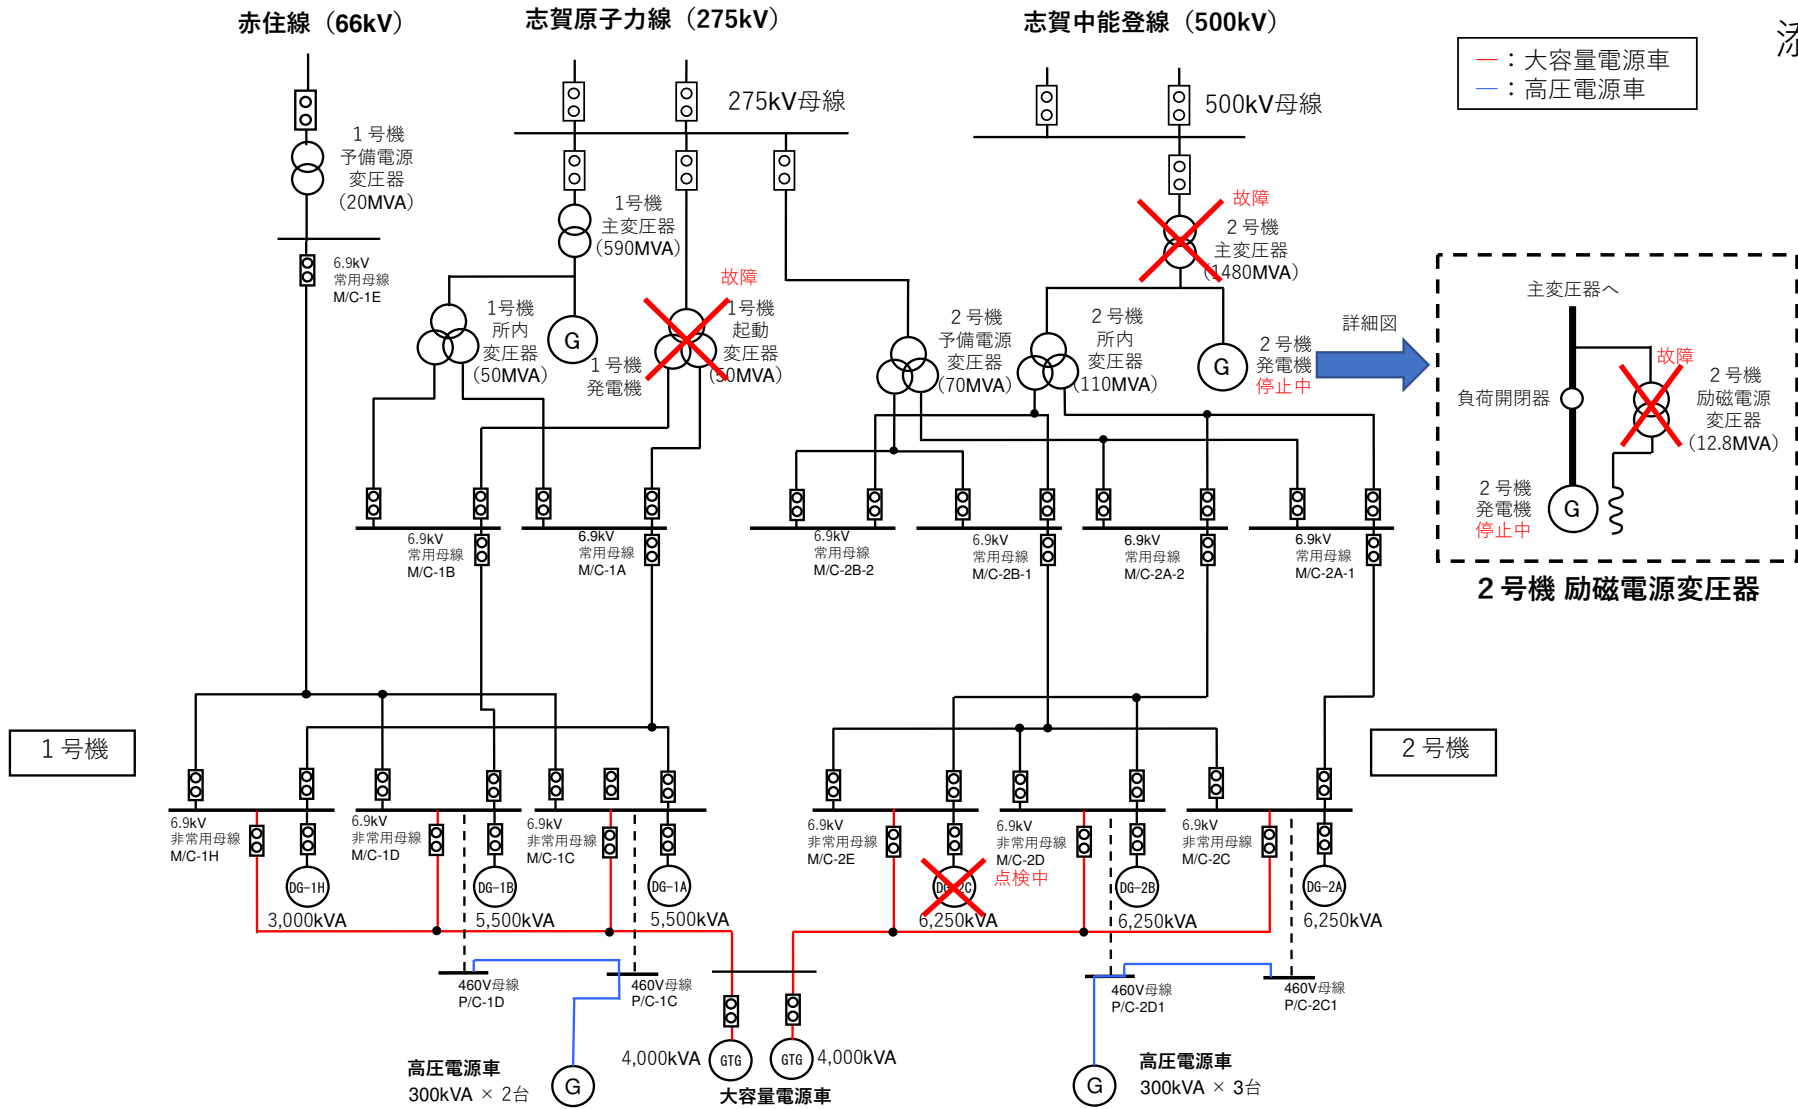 赤住線（66kV）
志賀原子力線（275kV）
志賀中能登線（500kV）
―：大容量電源車
―：高圧電源車
添
275kV母線
500kV母線
１号機
予備電源
変圧器
（20MVA）
1号機
主変圧器
（590MVA）
故障
２号機
主変圧器
（1480MVA）
6.9kV
常用母線
M/C-1E
故障
1号機
起動
変圧器
（50MVA）
1号機
所内
変圧器
（50MVA）
G
１号機
発電機
２号機
予備電源
変圧器
（70MVA）
２号機
所内
変圧器
（110MVA）
G
２号機
発電機
停止中
詳細図
主変圧器へ
故障
負荷開閉器
２号機
励磁電源
変圧器
（12.8MVA）
２号機
発電機
停止中
G
２号機 励磁電源変圧器
6.9kV
常用母線
M/C-1B
6.9kV
常用母線
M/C-1A
6.9kV
常用母線
M/C-2B-2
6.9kV
常用母線
M/C-2B-1
6.9kV
常用母線
M/C-2A-2
6.9kV
常用母線
M/C-2A-1
１号機
２号機
6.9kV
非常用母線
M/C-1H
6.9kV
非常用母線
M/C-1D
6.9kV
非常用母線
M/C-1C
6.9kV
非常用母線
M/C-2E
6.9kV
非常用母線
M/C-2D
点検中
6.9kV
非常用母線
M/C-2C
DG-1H
3,000kVA
DG-1B
5,500kVA
DG-1A
5,500kVA
DG-2C
6,250kVA
DG-2B
6,250kVA
DG-2A
6,250kVA
460V母線
P/C-1D
460V母線
P/C-1C
460V母線
P/C-2D1
460V母線
P/C-2C1
高圧電源車
300kVA × 2台
G
4,000kVA
GTG
GTG
4,000kVA
大容量電源車
G
高圧電源車
300kVA × 3台